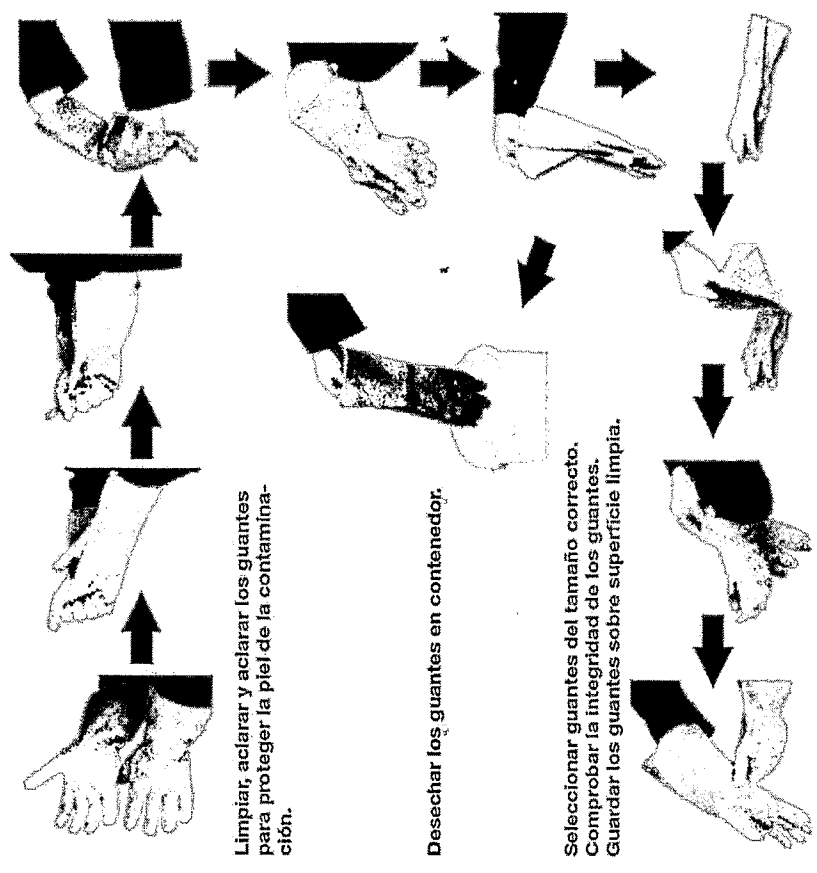 Limpiar, aclarar y aclarar los guantes
para proteger la piel de la contamina-
ción.
Desechar los guantes en contenedor.
Seleccionar guantes del tamaño correcto.
Comprobar la integridad de los guantes.
Guardar los guantes sobre superficie limpia.